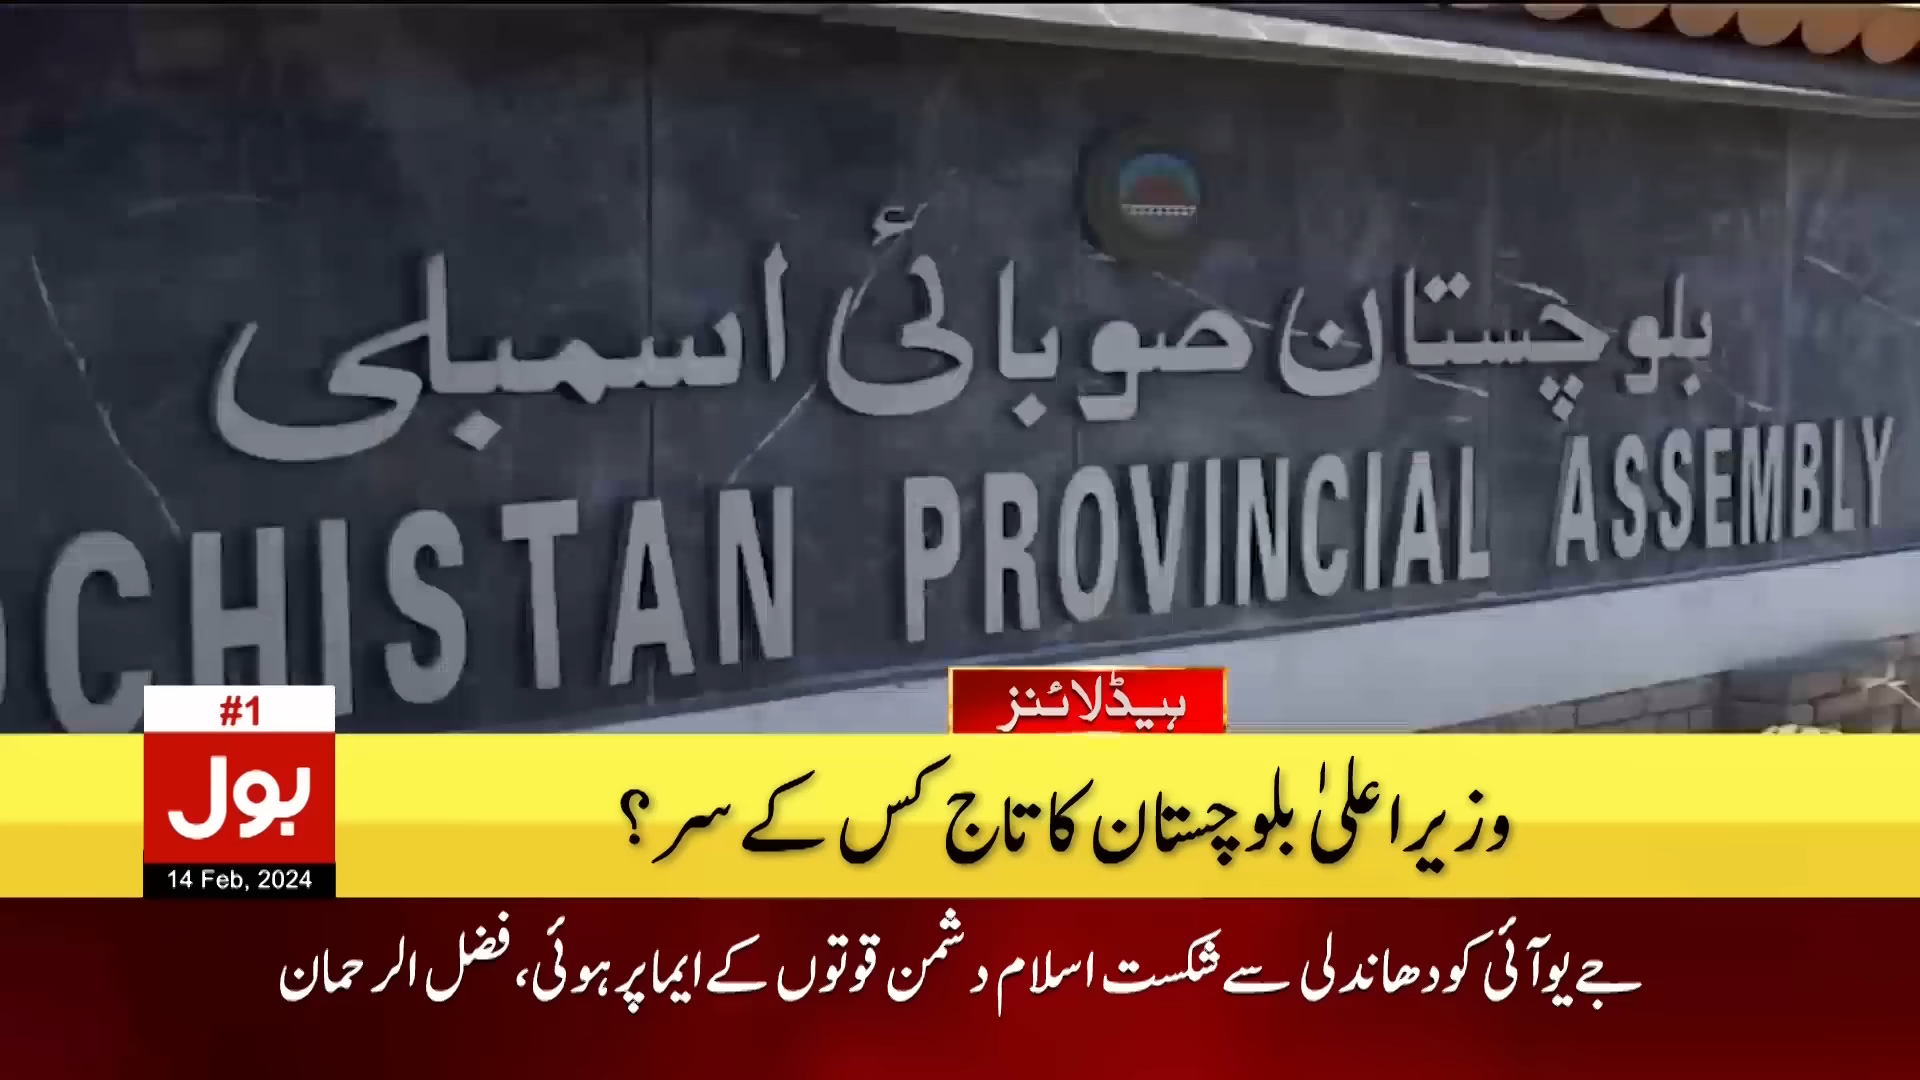 بلوچستان صوبائی اسمبلی
OCHISTAN PROVINCIAL ASSEMBLY
ہیڈلائنز
#1
بول
14 Feb, 2024
وزیراعلیٰ بلوچستان کا تاج کس کے سر؟
جے یو آئی کو دھاندلی سے شکست اسلام دشمن قوتوں کے ایما پر ہوئی، فضل الرحمان